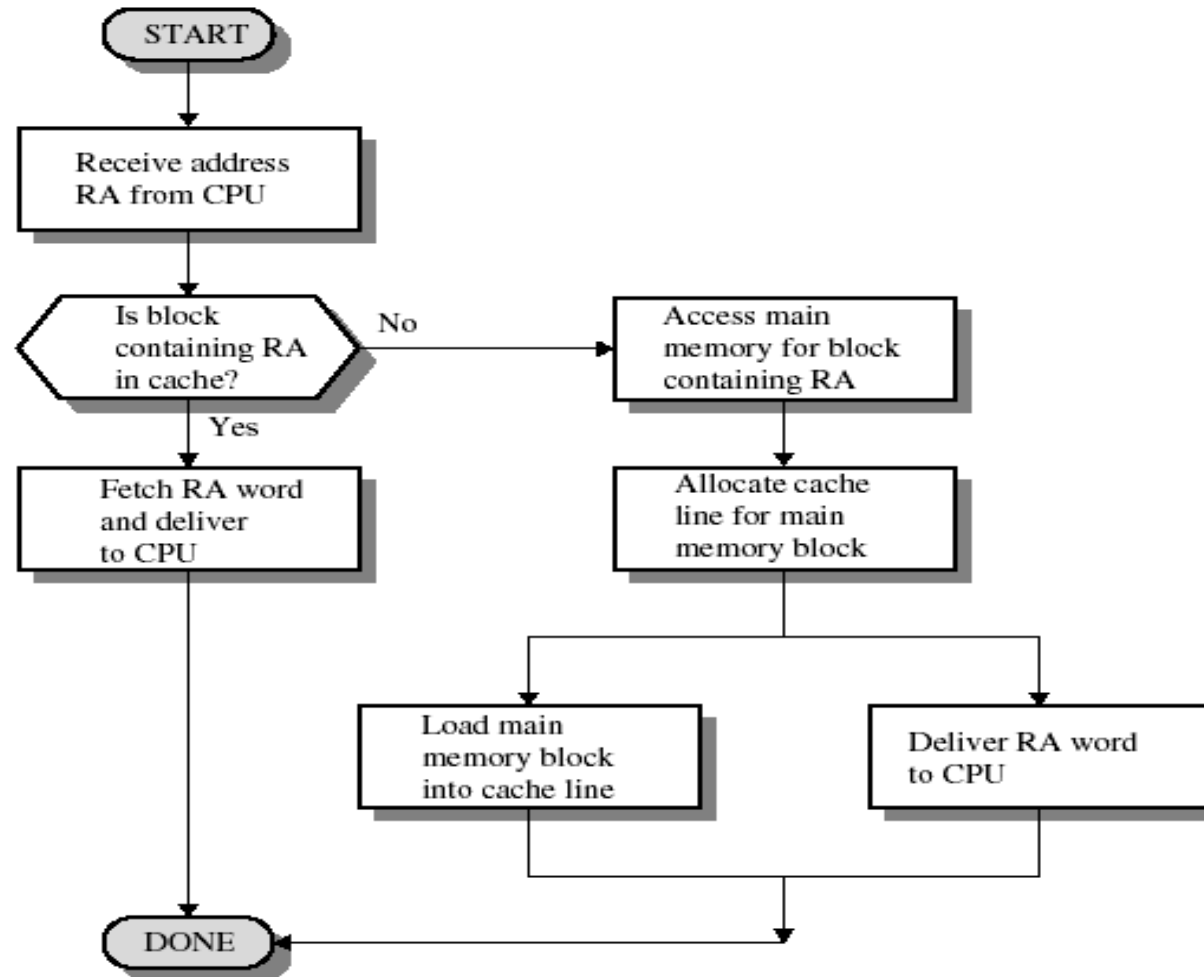 START
Receive address
RA from CPU
Is block
containing RA
in cache?
No
Yes
Access main
memory for block
containing RA
Fetch RA word
and deliver
to CPU
Allocate cache
line for main
memory block
Load main
memory block
into cache line
Deliver RA word
to CPU
DONE